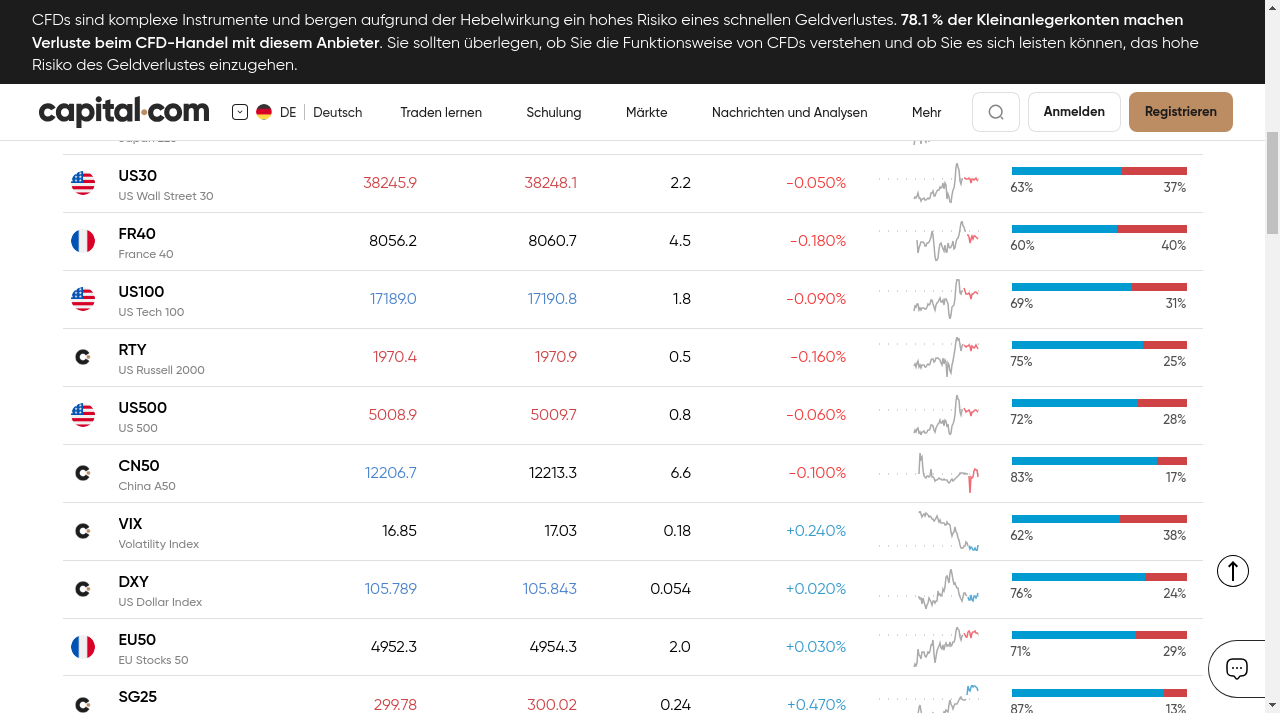 CFDs sind komplexe Instrumente und bergen aufgrund der Hebelwirkung ein hohes Risiko eines schnellen Geldverlustes. 78.1 % der Kleinanlegerkonten machen
Verluste beim CFD-Handel mit diesem Anbieter. Sie sollten überlegen, ob Sie die Funktionsweise von CFDs verstehen und ob Sie es sich leisten können, das hohe
Risiko des Geldverlustes einzugehen.
capital.com DE Deutsch Traden lernen Schulung Märkte Nachrichten und Analysen Mehr Anmelden Registrieren
US30 38245.9 38248.1 2.2 -0.050% 63% 37%
US Wall Street 30
FR40 8056.2 8060.7 4.5 -0.180% 60% 40%
France 40
US100 17189.0 17190.8 1.8 -0.090% 69% 31%
US Tech 100
RTY 1970.4 1970.9 0.5 -0.160% 75% 25%
US Russell 2000
US500 5008.9 5009.7 0.8 -0.060% 72% 28%
US 500
CN50 12206.7 12213.3 6.6 -0.100% 83% 17%
China A50
VIX 16.85 17.03 0.18 +0.240% 62% 38%
Volatility Index
DXY 105.789 105.843 0.054 +0.020% 76% 24%
US Dollar Index
EU50 4952.3 4954.3 2.0 +0.030% 71% 29%
EU Stocks 50
SG25 299.78 300.02 0.24 +0.470% 87% 13%